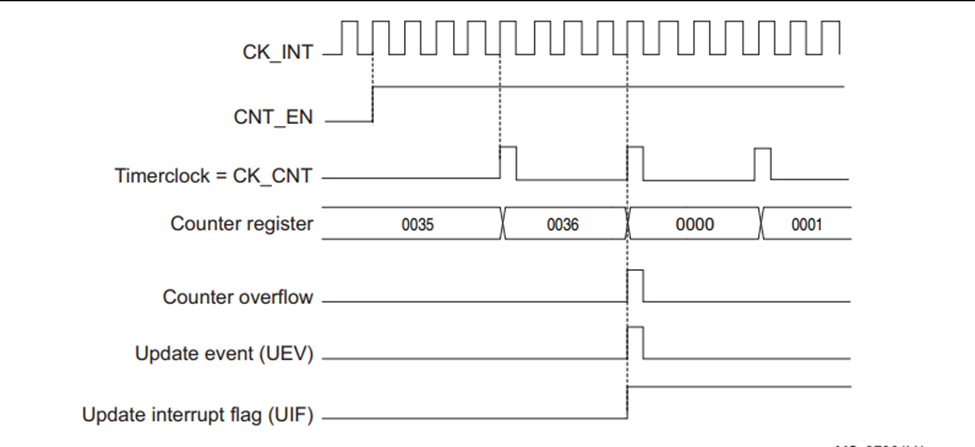 CK_INT
CNT_EN
Timerclock = CK_CNT
Counter register 0035 0036 0000 0001
Counter overflow
Update event (UEV)
Update interrupt flag (UIF)